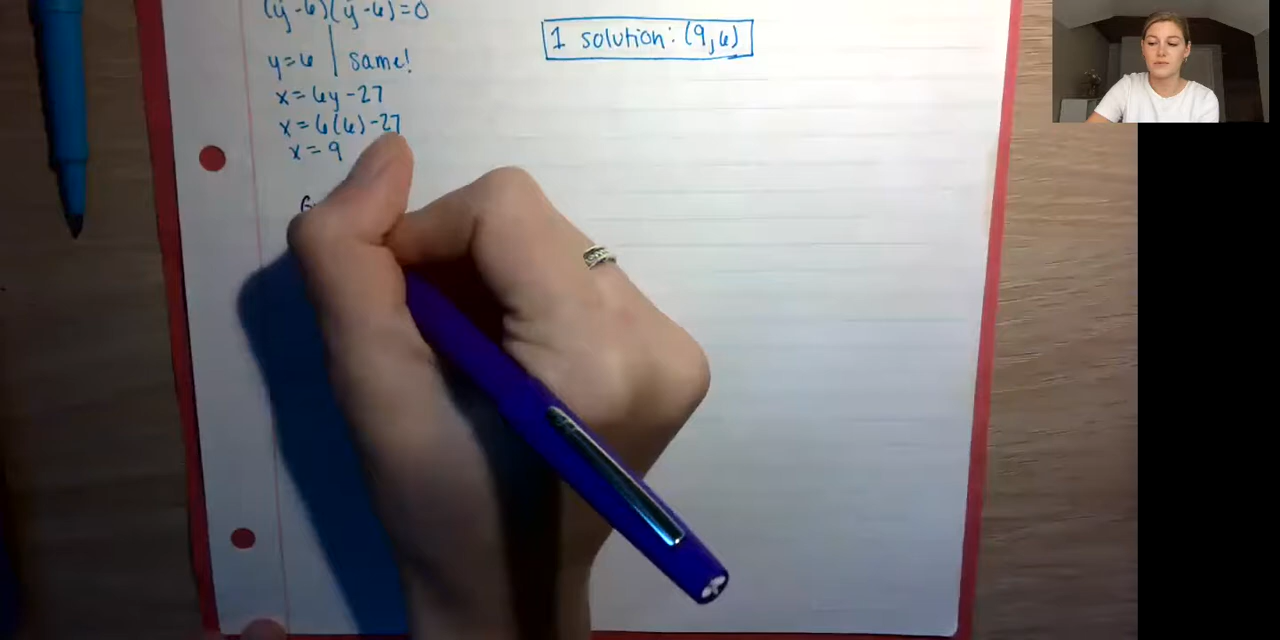 (y-6)(y-6)=0
y=6 | same!
x=6y-27
x=6(6)-27
x=9
1 solution: (9,6)